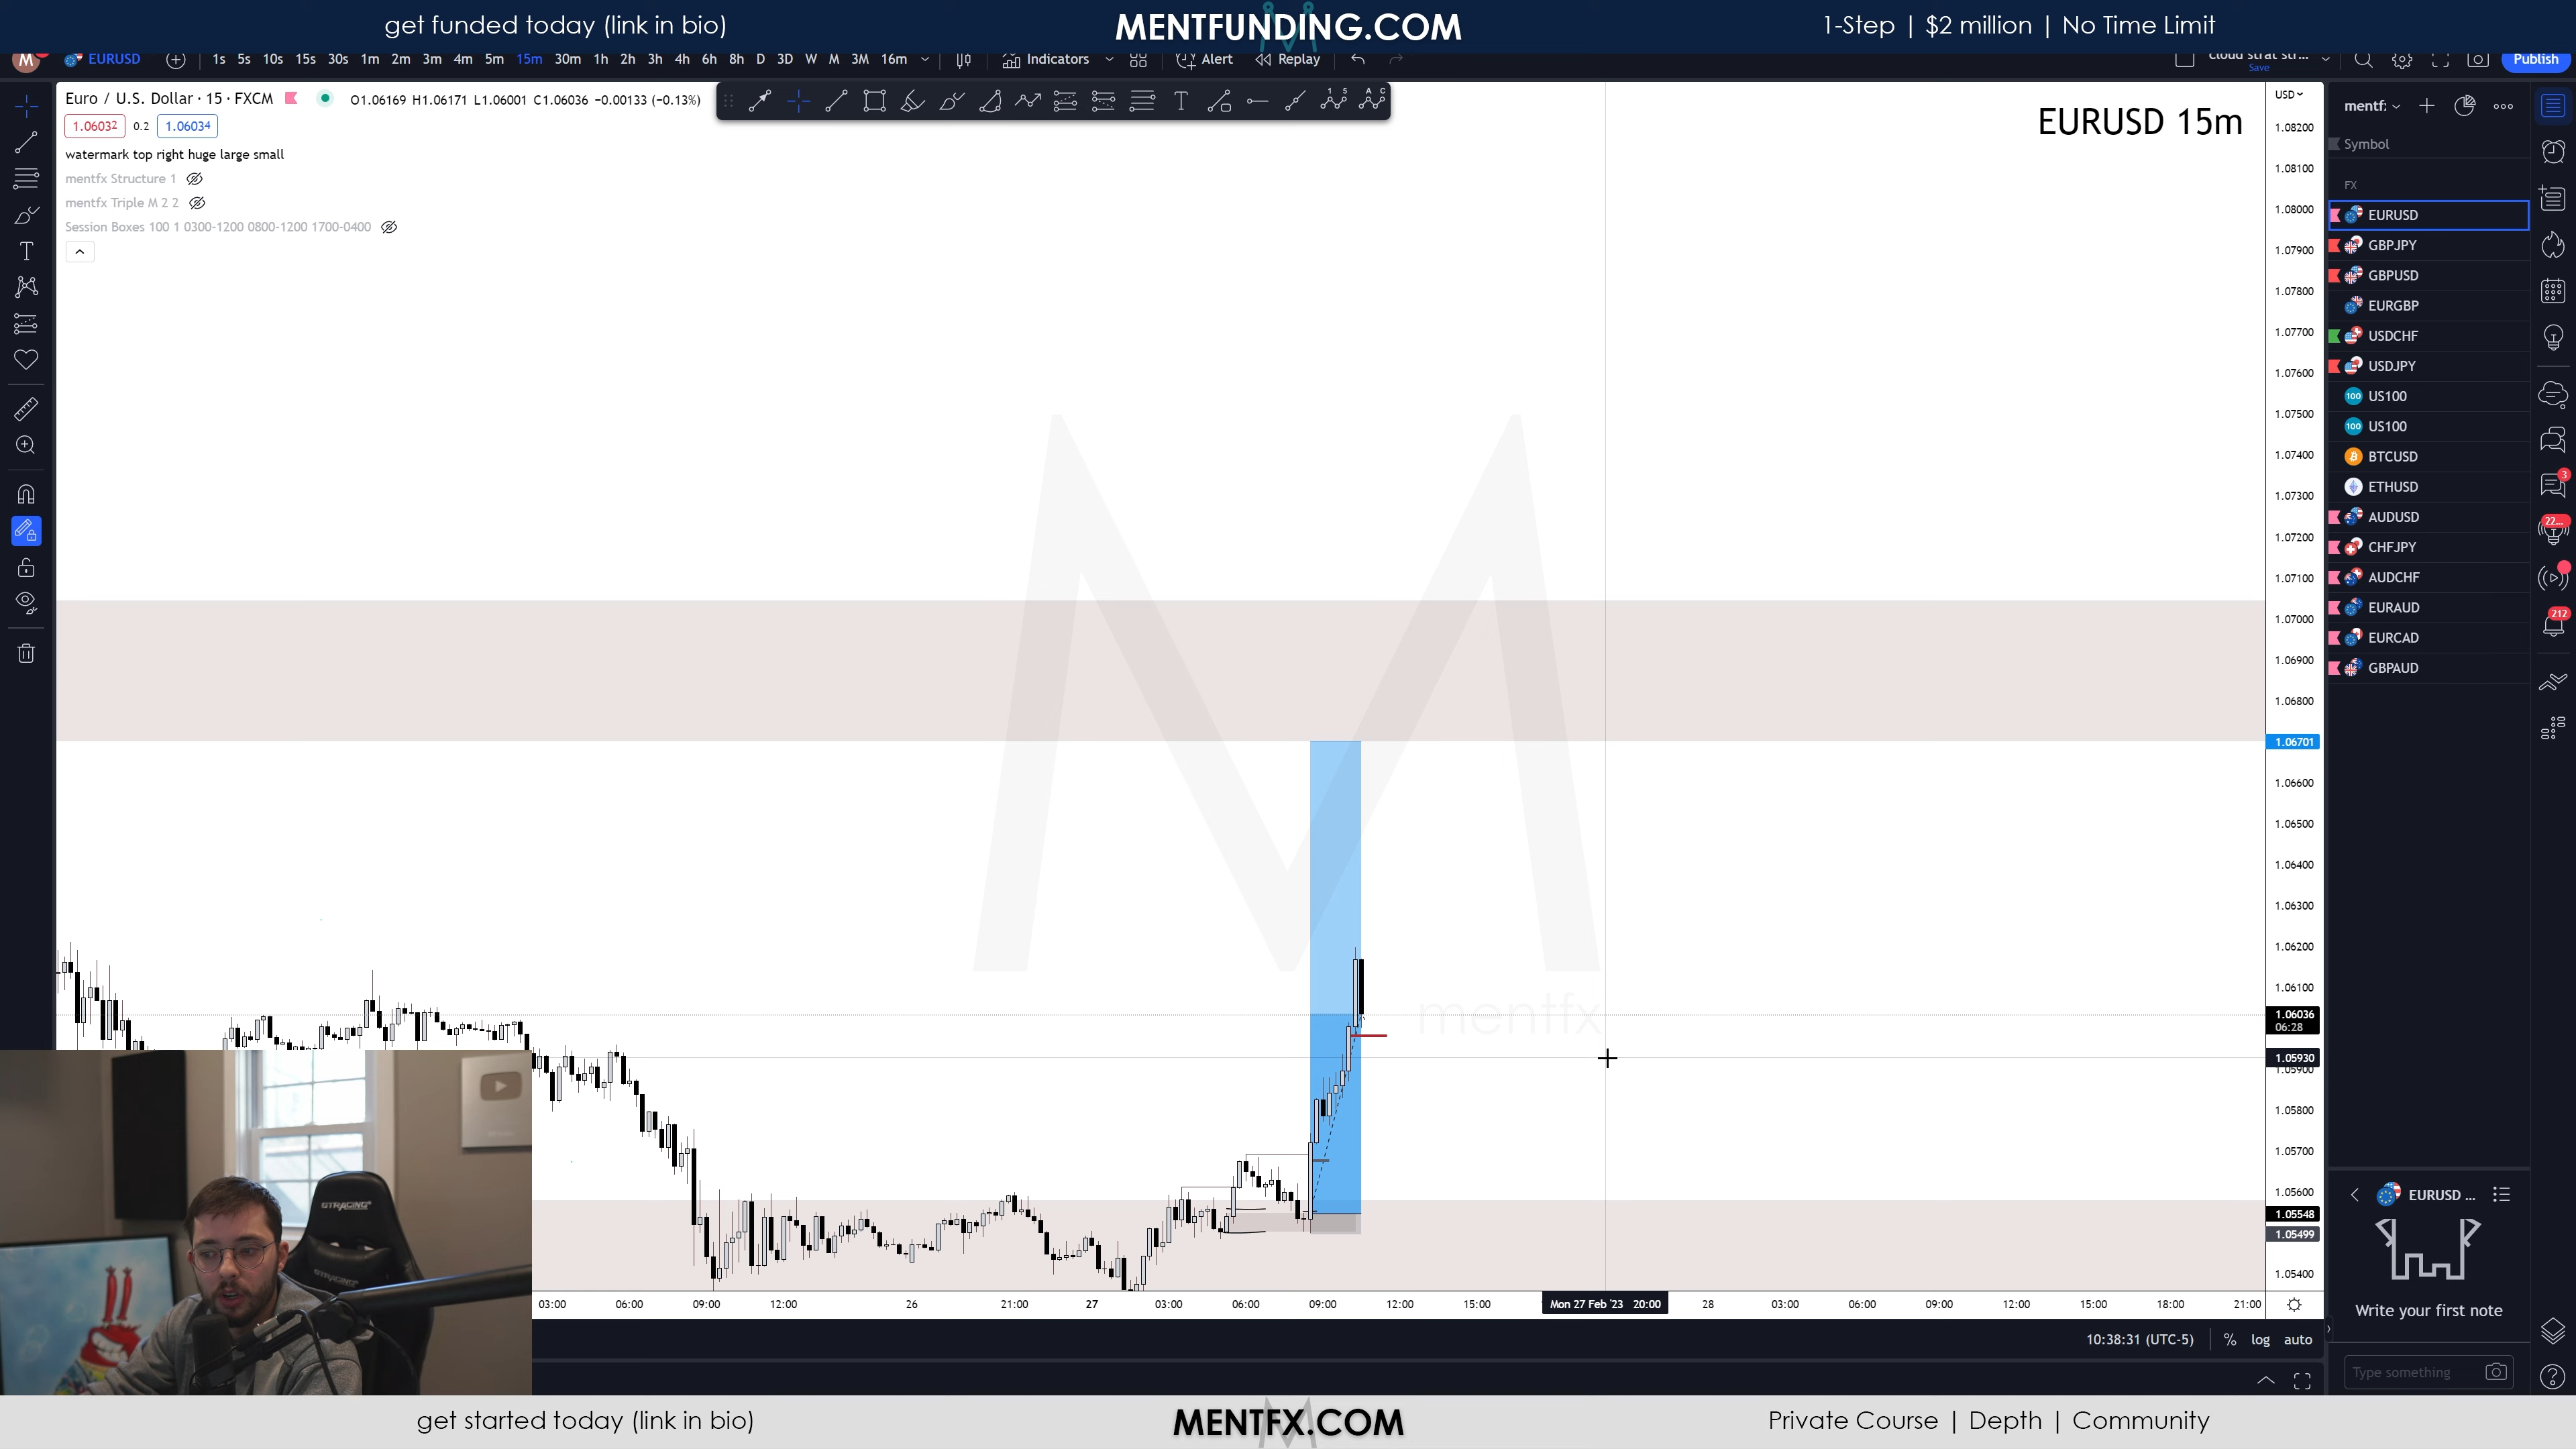 get funded today (link in bio)
MENTFUNDING.COM
1-Step | $2 million | No Time Limit
M
EURUSD
1s 5s 10s 15s 30s 1m 2m 3m 4m 5m 15m 30m 1h 2h 3h 4h 6h 8h D 3D W M 3M 16m
Indicators
Alert
Replay
Save
Publish
Euro / U.S. Dollar · 15 · FXCM
O1.06169 H1.06171 L1.06001 C1.06036 −0.00133 (−0.13%)
1.06032
0.2
1.06034
watermark top right huge large small
mentfx Structure 1
mentfx Triple M 2 2
Session Boxes 100 1 0300-1200 0800-1200 1700-0400
EURUSD 15m
mentfx
USD
1.08200
1.08100
1.08000
1.07900
1.07800
1.07700
1.07600
1.07500
1.07400
1.07300
1.07200
1.07100
1.07000
1.06900
1.06800
1.06701
1.06600
1.06500
1.06400
1.06300
1.06200
1.06100
1.06036
06:28
1.05930
1.05900
1.05800
1.05700
1.05600
1.05548
1.05499
1.05400
03:00 06:00 09:00 12:00 26 21:00 27 03:00 06:00 09:00 12:00 15:00 Mon 27 Feb '23 20:00 28 03:00 06:00 09:00 12:00 15:00 18:00 21:00
10:38:31 (UTC-5)
%
log
auto
Symbol
FX
EURUSD
GBPJPY
GBPUSD
EURGBP
USDCHF
USDJPY
100 US100
100 US100
BTCUSD
ETHUSD
AUDUSD
CHFJPY
AUDCHF
EURAUD
EURCAD
GBPAUD
3
22...
212
EURUSD ...
Write your first note
Type something
GTRACING
GTRACING
get started today (link in bio)
MENTFX.COM
Private Course | Depth | Community